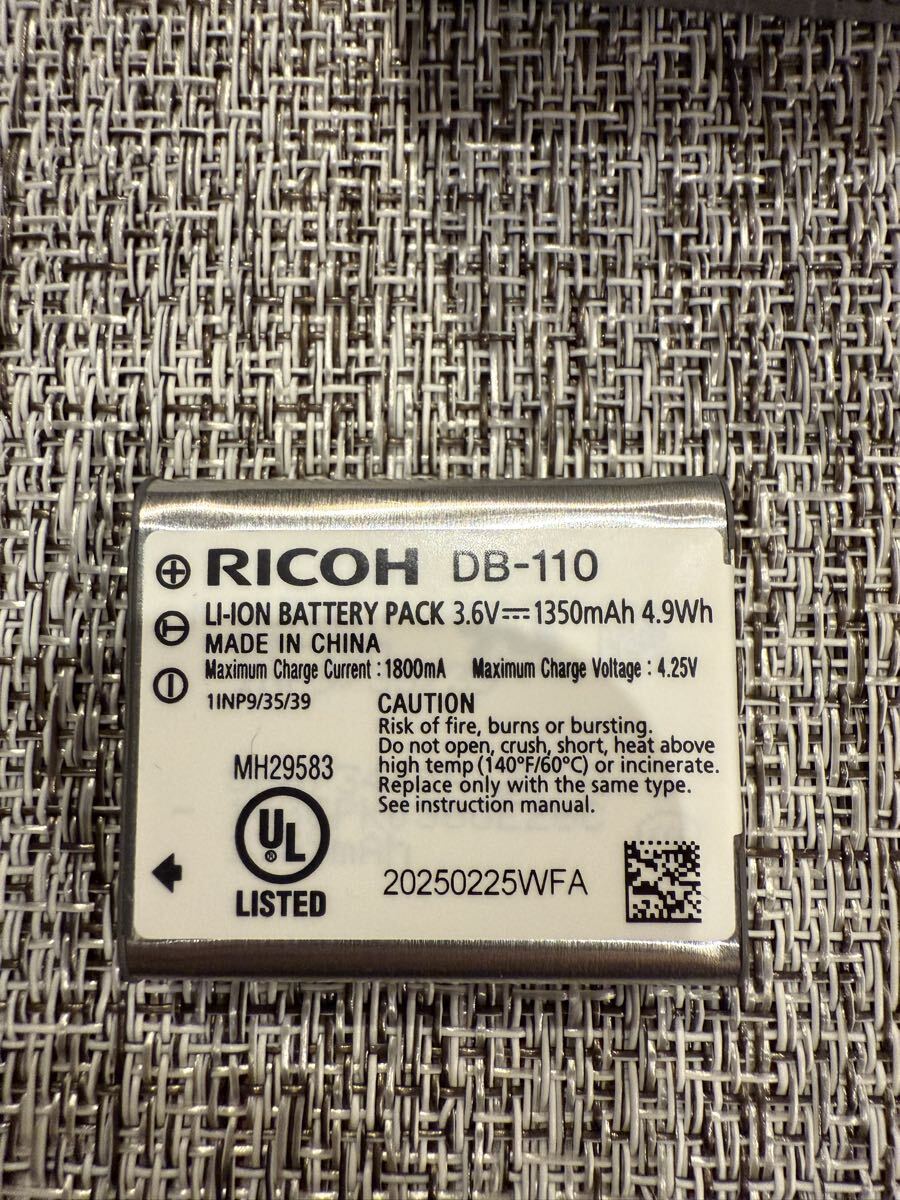 RICOH DB-110
LI-ION BATTERY PACK 3.6V⎓1350mAh 4.9Wh
MADE IN CHINA
Maximum Charge Current : 1800mA Maximum Charge Voltage : 4.25V
1INP9/35/39
CAUTION
Risk of fire, burns or bursting.
Do not open, crush, short, heat above
high temp (140°F/60°C) or incinerate.
Replace only with the same type.
See instruction manual.
MH29583
UL®
LISTED
20250225WFA